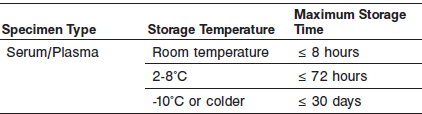 Maximum Storage
Specimen Type Storage Temperature Time
Serum/Plasma Room temperature ≤ 8 hours
2-8˚C ≤ 72 hours
-10˚C or colder ≤ 30 days